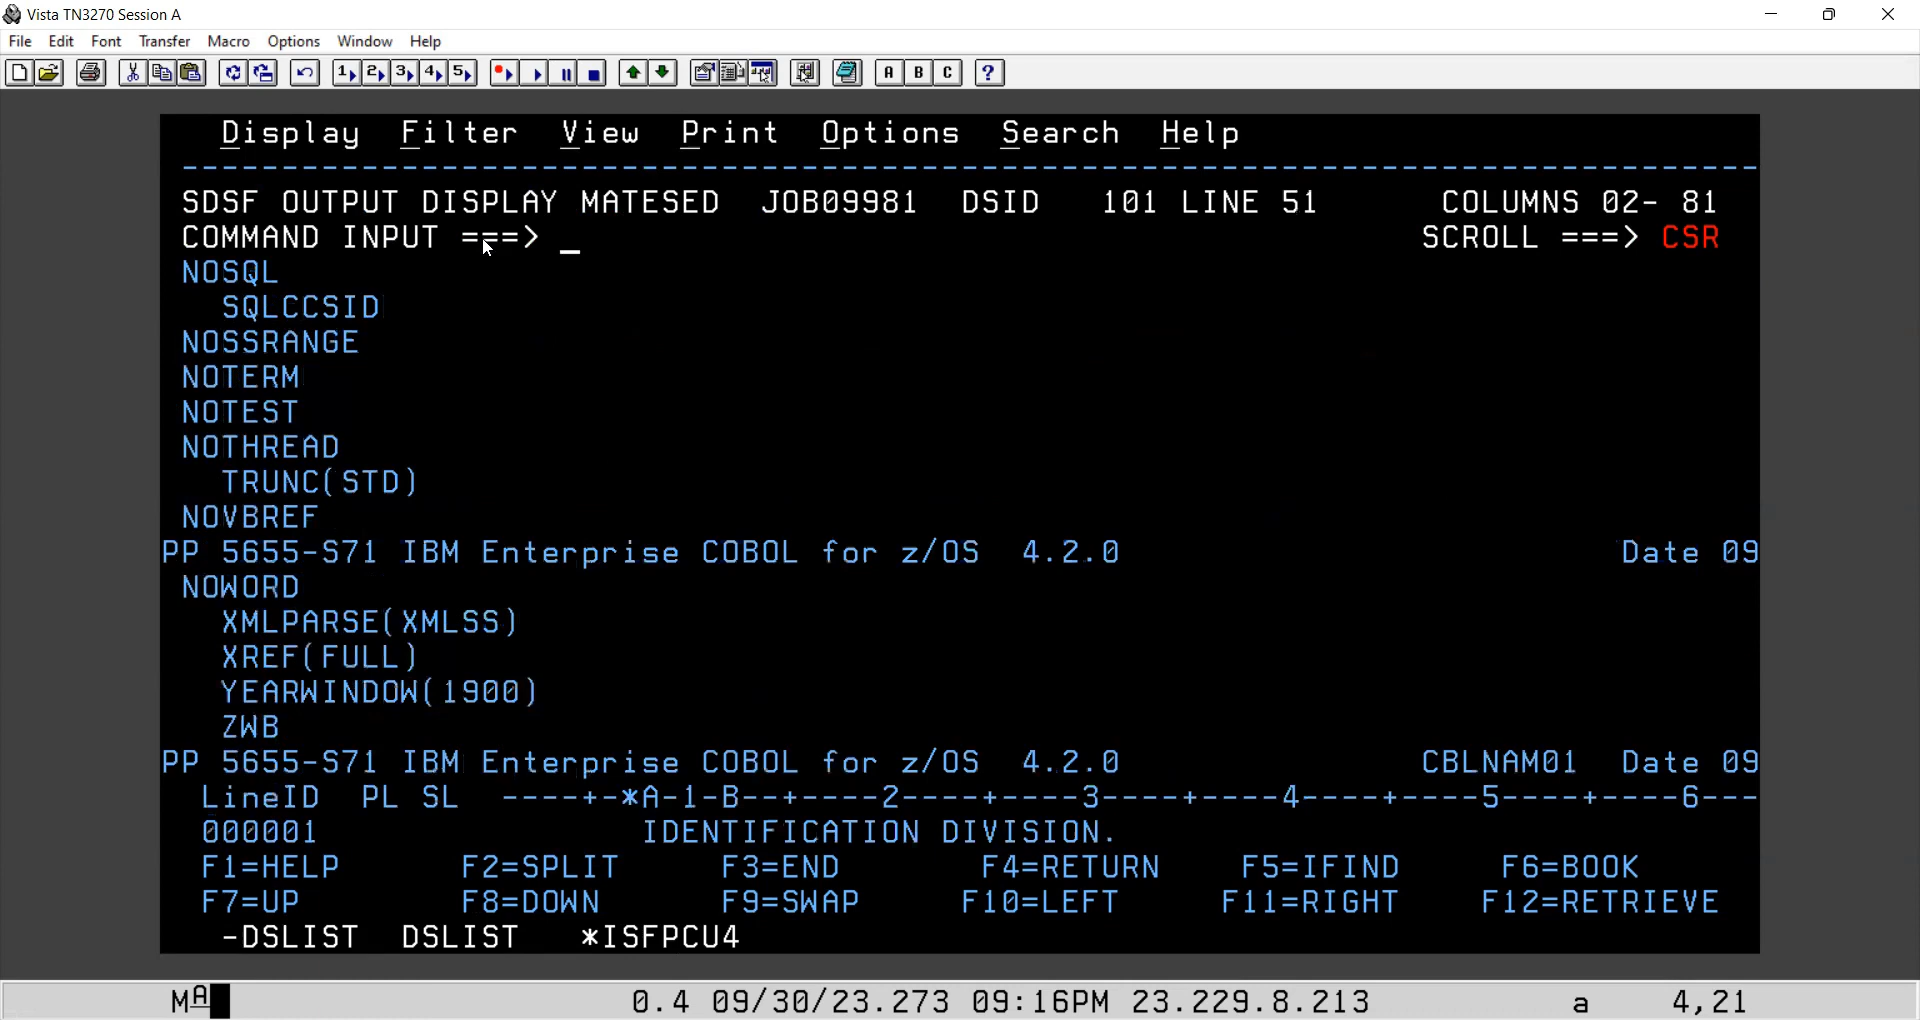 Vista TN3270 Session A
File Edit Font Transfer Macro Options Window Help
1 2 3 4 5 A B C ?
Display Filter View Print Options Search Help
--------------------------------------------------------------------------------
SDSF OUTPUT DISPLAY MATESED JOB09981 DSID 101 LINE 51 COLUMNS 02- 81
COMMAND INPUT ===> _ SCROLL ===> CSR
NOSQL
SQLCCSID
NOSSRANGE
NOTERM
NOTEST
NOTHREAD
TRUNC(STD)
NOVBREF
PP 5655-S71 IBM Enterprise COBOL for z/OS 4.2.0 Date 09
NOWORD
XMLPARSE(XMLSS)
XREF(FULL)
YEARWINDOW(1900)
ZWB
PP 5655-S71 IBM Enterprise COBOL for z/OS 4.2.0 CBLNAM01 Date 09
LineID PL SL ----+-*A-1-B--+----2----+----3----+----4----+----5----+----6---
000001 IDENTIFICATION DIVISION.
F1=HELP F2=SPLIT F3=END F4=RETURN F5=IFIND F6=BOOK
F7=UP F8=DOWN F9=SWAP F10=LEFT F11=RIGHT F12=RETRIEVE
-DSLIST DSLIST *ISFPCU4
MA 0.4 09/30/23.273 09:16PM 23.229.8.213 a 4,21